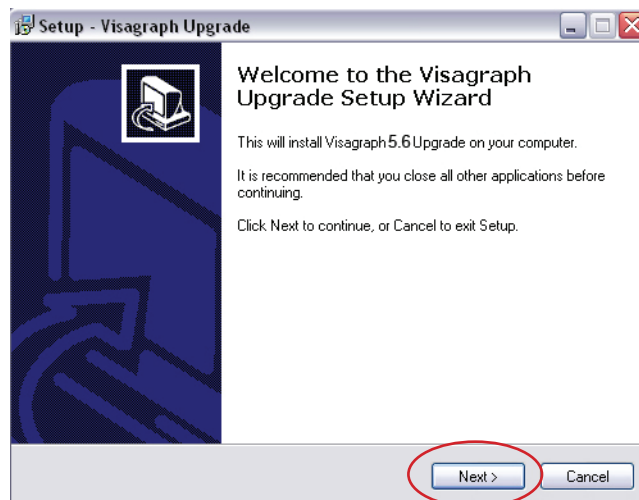 Setup - Visagraph Upgrade
Welcome to the Visagraph
Upgrade Setup Wizard
This will install Visagraph 5.6 Upgrade on your computer.
It is recommended that you close all other applications before
continuing.
Click Next to continue, or Cancel to exit Setup.
Next >
Cancel